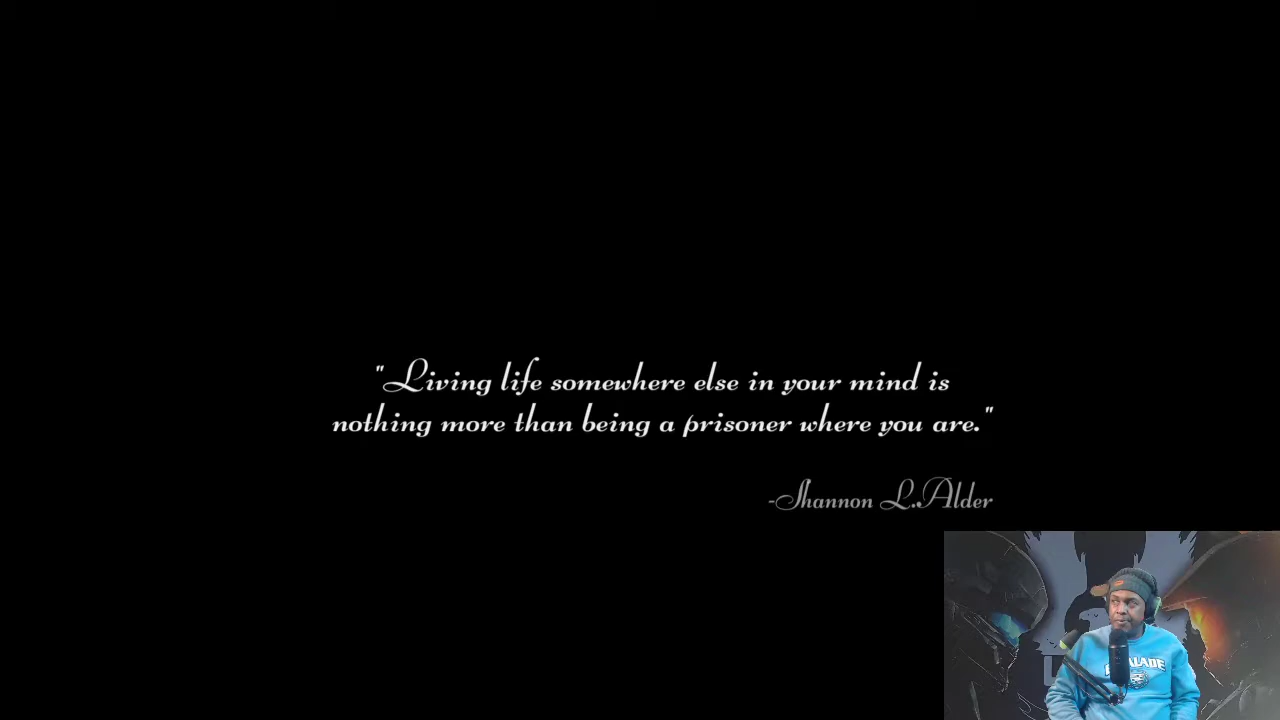 "Living life somewhere else in your mind is
nothing more than being a prisoner where you are."
-Shannon L.Alder